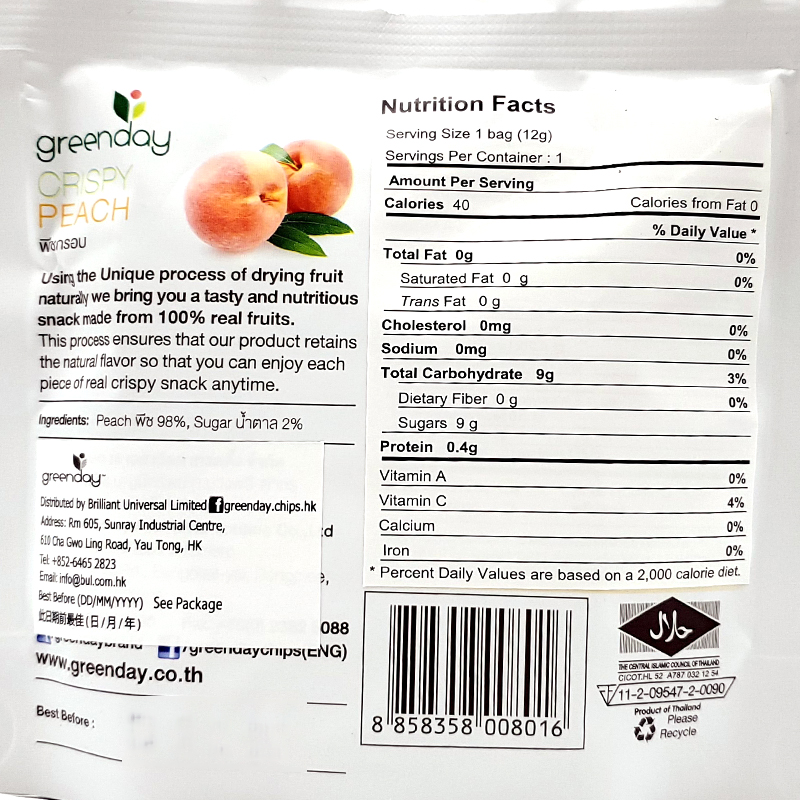 greenday
CRISPY
PEACH
พีชกรอบ
Using the Unique process of drying fruit
naturally we bring you a tasty and nutritious
snack made from 100% real fruits.
This process ensures that our product retains
the natural flavor so that you can enjoy each
piece of real crispy snack anytime.
Ingredients: Peach พีช 98%, Sugar น้ำตาล 2%
greenday™
Distributed by Brilliant Universal Limited f greenday.chips.hk
Address: Rm 605, Sunray Industrial Centre,
610 Cha Gwo Ling Road, Yau Tong, HK
Tel: +852-6465 2823
Email: info@bul.com.hk
Best Before (DD/MM/YYYY) See Package
此日期前最佳 (日/月/年)
088
f /greendaychips(ENG)
www.greenday.co.th
Best Before :
Nutrition Facts
Serving Size 1 bag (12g)
Servings Per Container : 1
Amount Per Serving
Calories 40 Calories from Fat 0
% Daily Value *
Total Fat 0g 0%
Saturated Fat 0 g 0%
Trans Fat 0 g
Cholesterol 0mg 0%
Sodium 0mg 0%
Total Carbohydrate 9g 3%
Dietary Fiber 0 g 0%
Sugars 9 g
Protein 0.4g
Vitamin A 0%
Vitamin C 4%
Calcium 0%
Iron 0%
* Percent Daily Values are based on a 2,000 calorie diet.
8 858358 008016
حلال
THE CENTRAL ISLAMIC COUNCIL OF THAILAND
CICOT.HL 52 A787 032 12 54
11-2-09547-2-0090
Product of Thailand
Please
Recycle